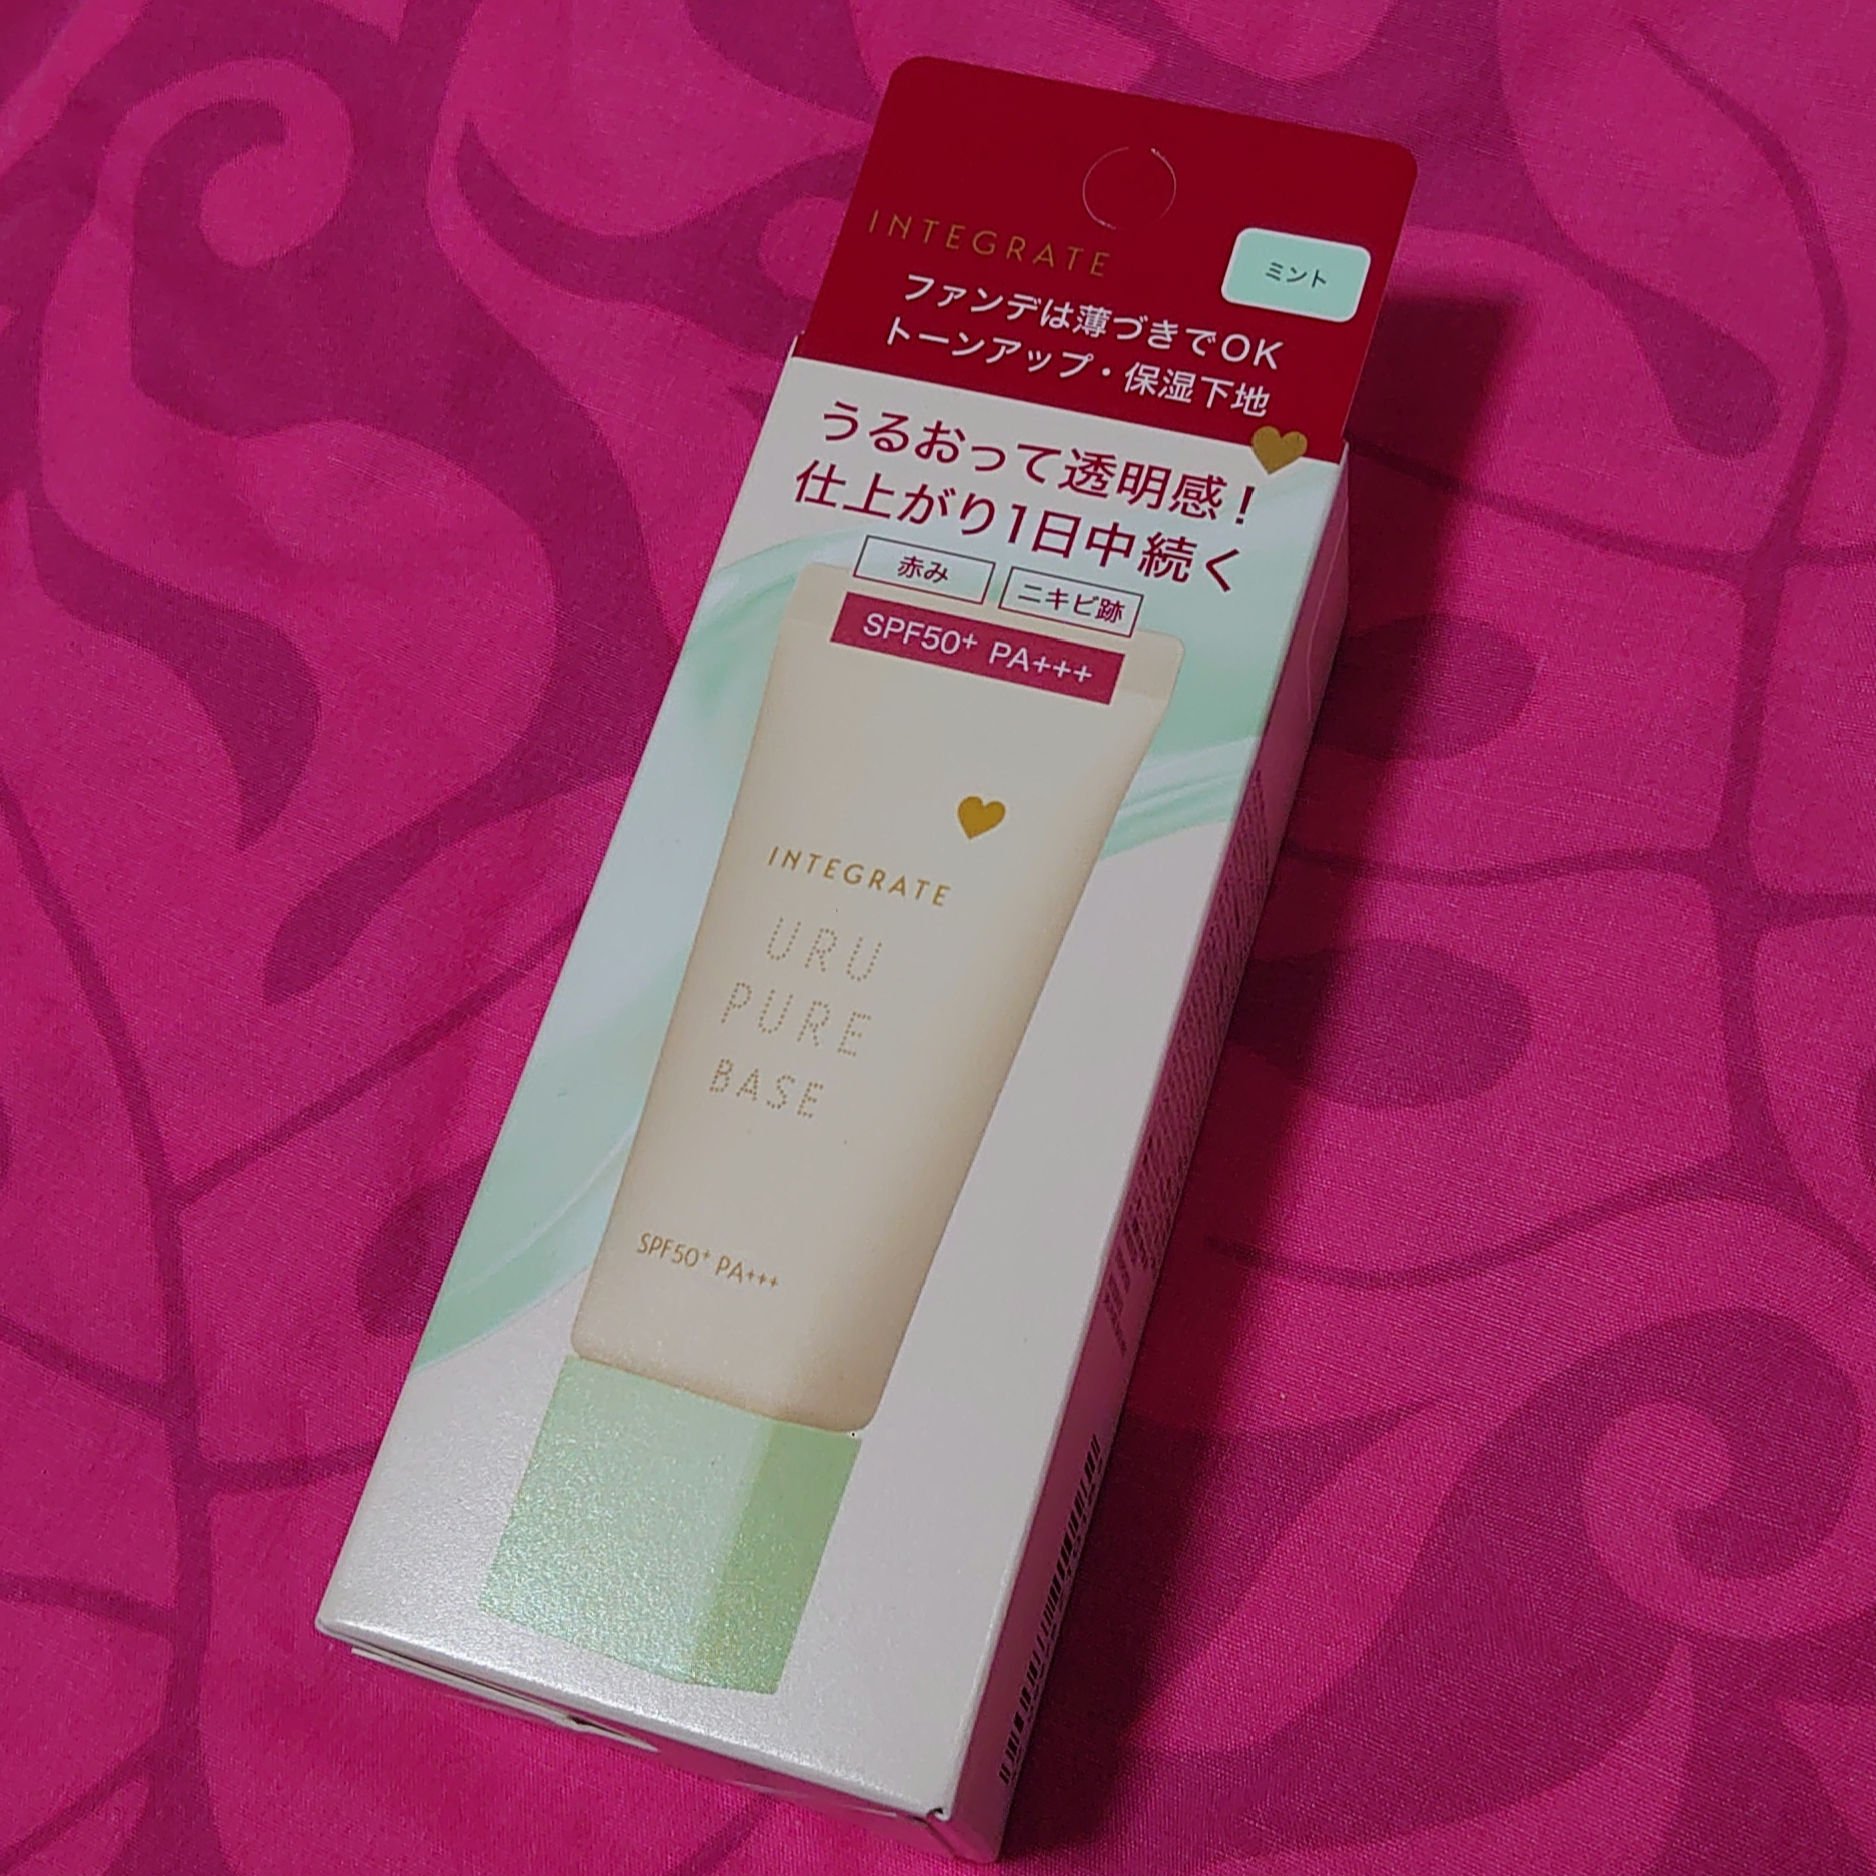 INTEGRATE
ミント
ファンデは薄づきでOK
トーンアップ・保湿下地
うるおって透明感!
仕上がり1日中続く
赤み ニキビ跡
SPF50+ PA+++
INTEGRATE
URU
PURE
BASE
SPF50+ PA+++